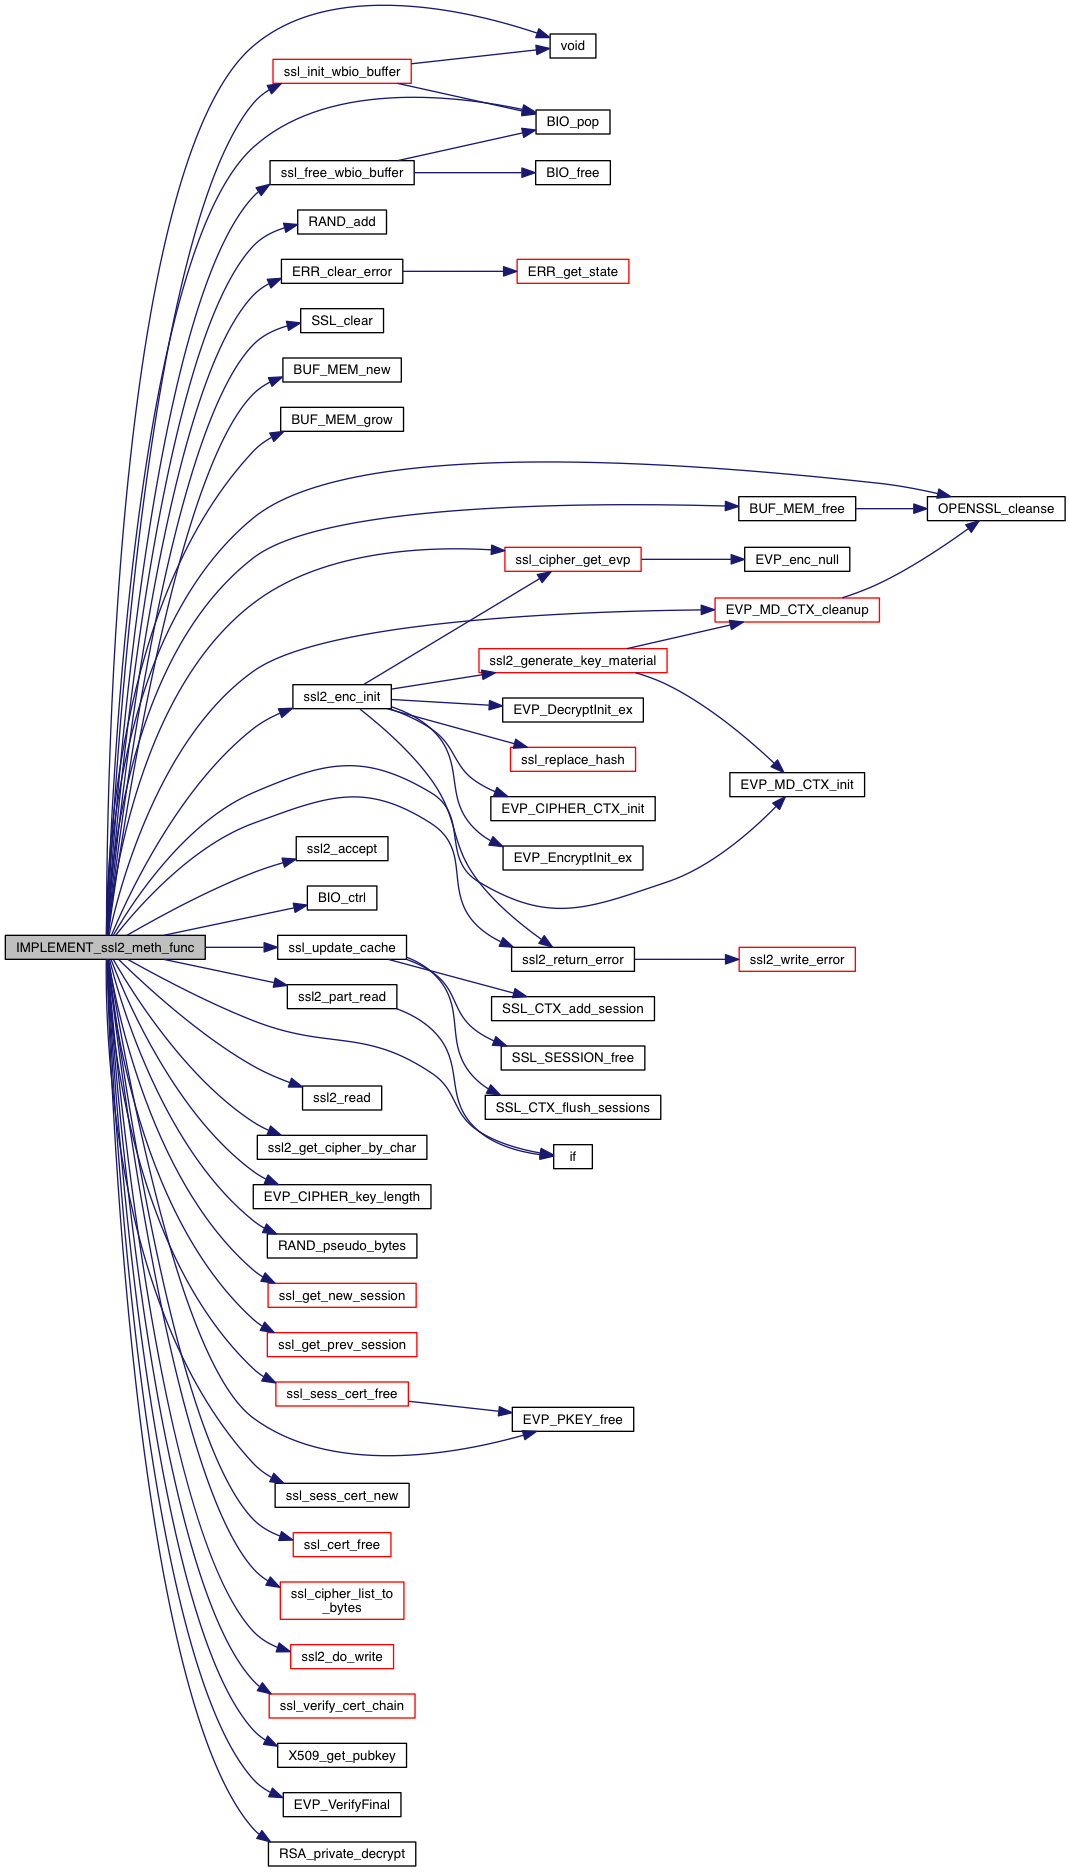 void
ssl_init_wbio_buffer
BIO_pop
ssl_free_wbio_buffer
BIO_free
RAND_add
ERR_clear_error
ERR_get_state
SSL_clear
BUF_MEM_new
BUF_MEM_grow
BUF_MEM_free
OPENSSL_cleanse
ssl_cipher_get_evp
EVP_enc_null
EVP_MD_CTX_cleanup
ssl2_generate_key_material
ssl2_enc_init
EVP_DecryptInit_ex
ssl_replace_hash
EVP_MD_CTX_init
EVP_CIPHER_CTX_init
ssl2_accept
EVP_EncryptInit_ex
BIO_ctrl
IMPLEMENT_ssl2_meth_func
ssl_update_cache
ssl2_return_error
ssl2_write_error
ssl2_part_read
SSL_CTX_add_session
SSL_SESSION_free
ssl2_read
SSL_CTX_flush_sessions
ssl2_get_cipher_by_char
if
EVP_CIPHER_key_length
RAND_pseudo_bytes
ssl_get_new_session
ssl_get_prev_session
ssl_sess_cert_free
EVP_PKEY_free
ssl_sess_cert_new
ssl_cert_free
ssl_cipher_list_to
_bytes
ssl2_do_write
ssl_verify_cert_chain
X509_get_pubkey
EVP_VerifyFinal
RSA_private_decrypt